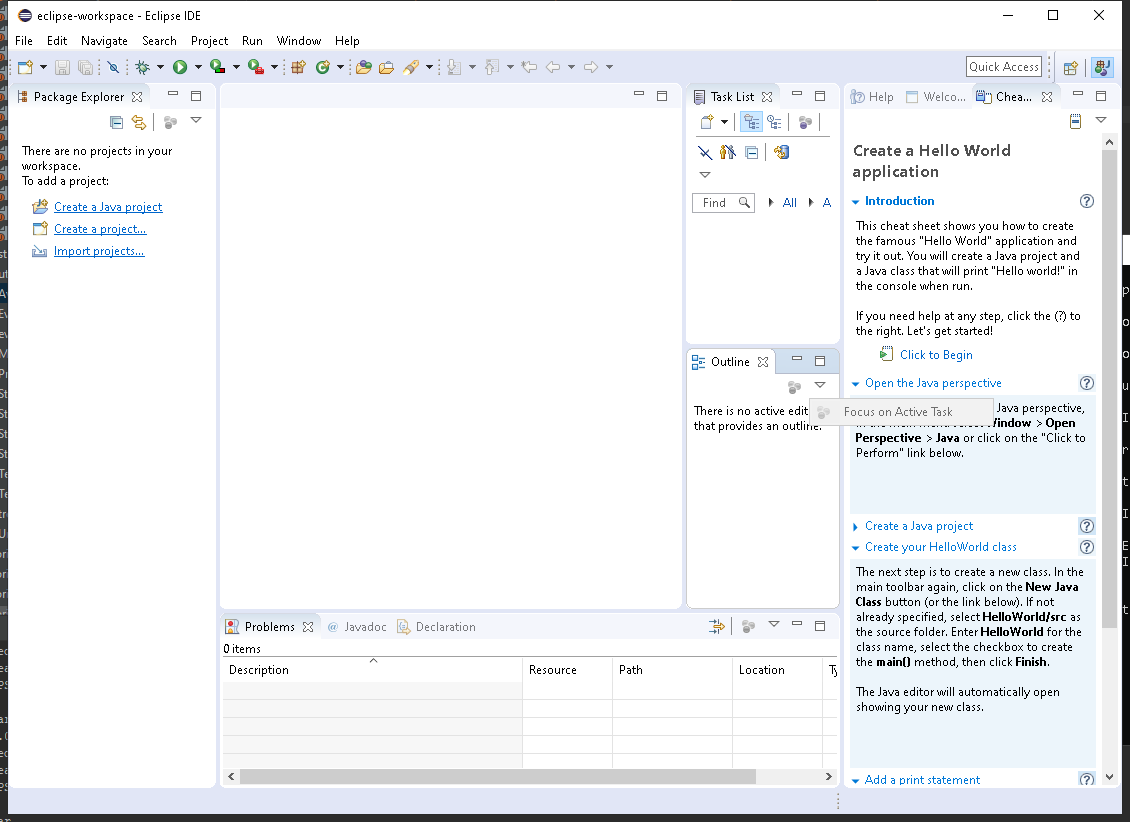 eclipse-workspace - Eclipse IDE
File Edit Navigate Search Project Run Window Help
Quick Access
Package Explorer
There are no projects in your
workspace.
To add a project:
Create a Java project
Create a project...
Import projects...
Task List
Find
All
A
Outline
There is no active edit
that provides an outline.
Focus on Active Task
Help Welco... Chea...
Create a Hello World
application
Introduction
This cheat sheet shows you how to create
the famous "Hello World" application and
try it out. You will create a Java project and
a Java class that will print "Hello world!" in
the console when run.
If you need help at any step, click the (?) to
the right. Let's get started!
Click to Begin
Open the Java perspective
Java perspective,
Window > Open
Perspective > Java or click on the "Click to
Perform" link below.
Create a Java project
Create your HelloWorld class
The next step is to create a new class. In the
main toolbar again, click on the New Java
Class button (or the link below). If not
already specified, select HelloWorld/src as
the source folder. Enter HelloWorld for the
class name, select the checkbox to create
the main() method, then click Finish.
The Java editor will automatically open
showing your new class.
Add a print statement
Problems @ Javadoc Declaration
0 items
Description Resource Path Location Ty